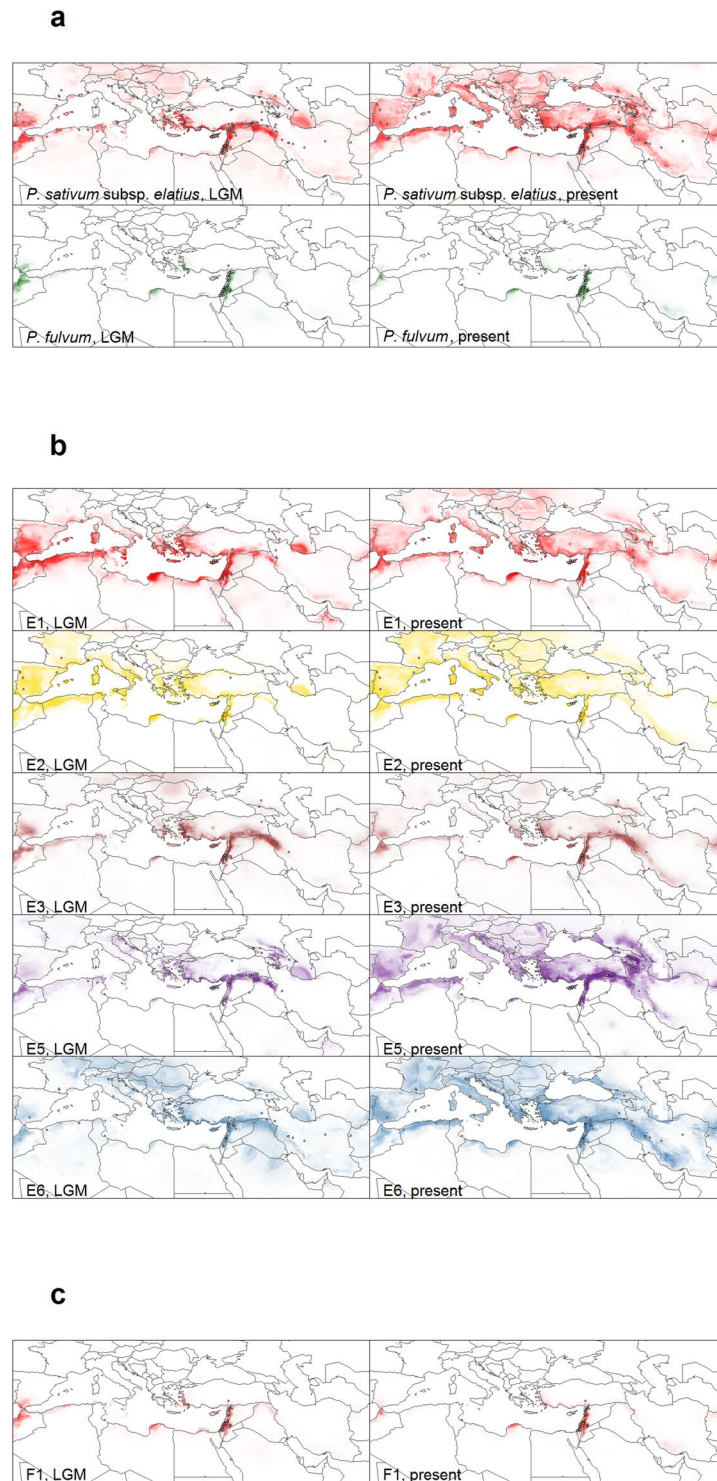 a
P. sativum subsp. elatius, LGM
P. sativum subsp. elatius, present
P. fulvum, LGM
P. fulvum, present
b
E1, LGM
E1, present
E2, LGM
E2, present
E3, LGM
E3, present
E5, LGM
E5, present
E6, LGM
E6, present
c
F1, LGM
F1, present